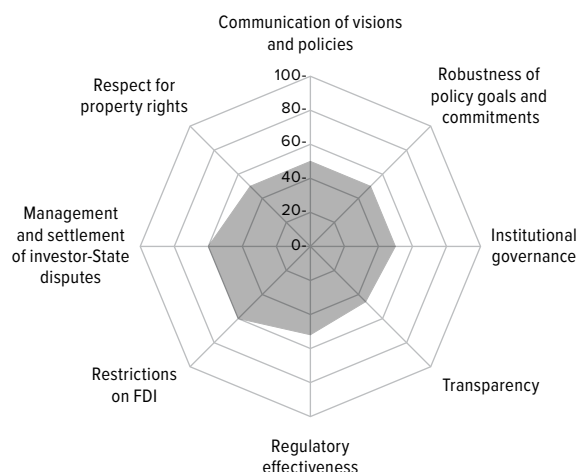 Communication of visions
and policies
Robustness of
policy goals and
commitments
Institutional
governance
Transparency
Regulatory
effectiveness
Restrictions
on FDI
Management
and settlement
of investor-State
disputes
Respect for
property rights
100-
80-
60-
40-
20-
0-